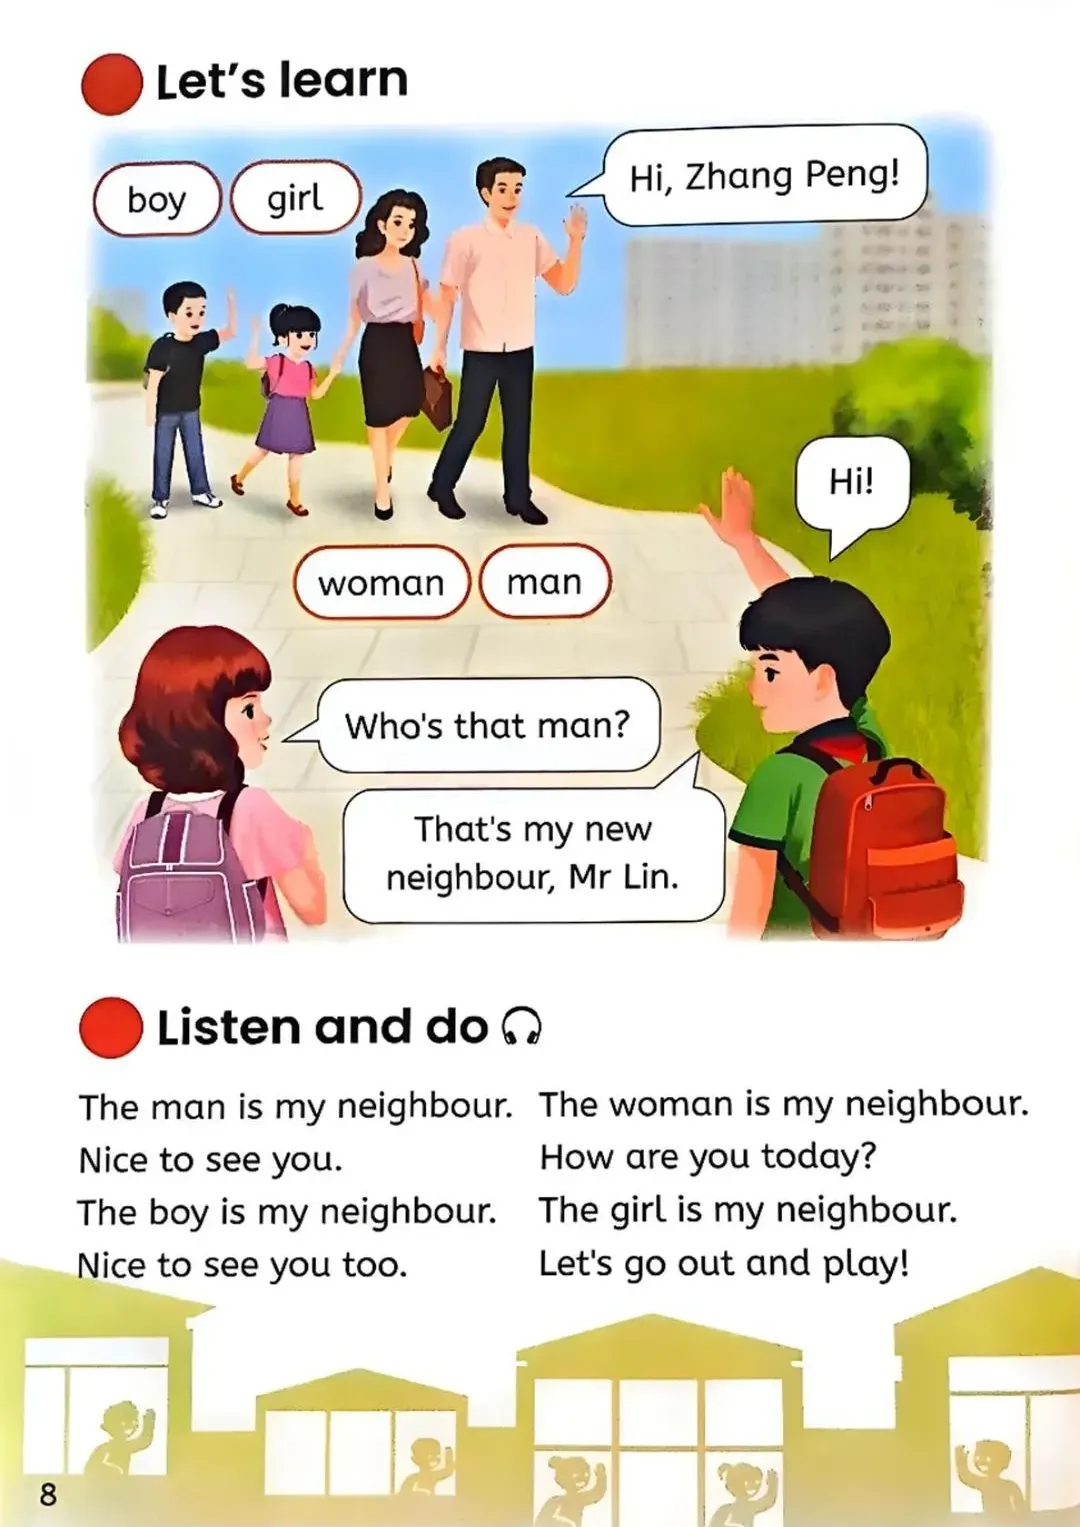 Let's learn
boy
girl
Hi, Zhang Peng!
Hi!
woman
man
Who's that man?
That's my new
neighbour, Mr Lin.
Listen and do
The man is my neighbour.
Nice to see you.
The boy is my neighbour.
Nice to see you too.
The woman is my neighbour.
How are you today?
The girl is my neighbour.
Let's go out and play!
8